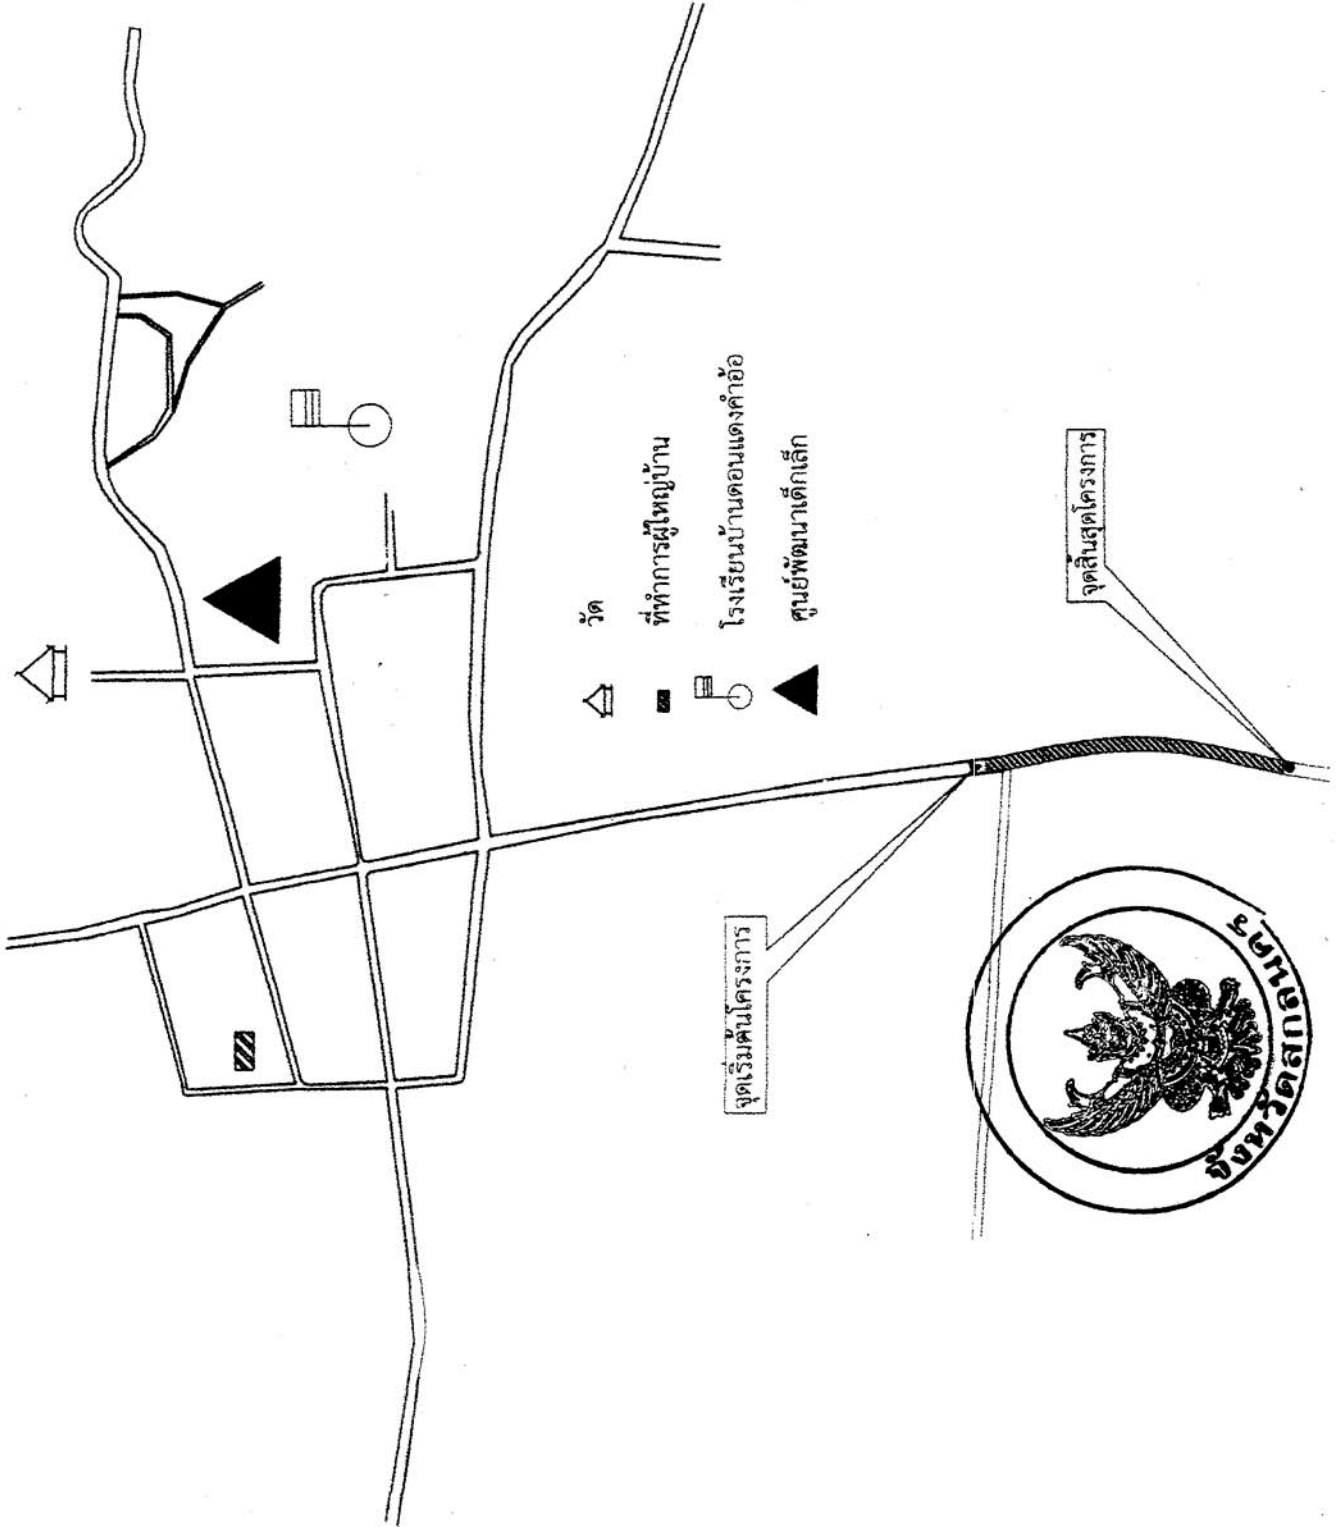 วัด
ที่ทำการผู้ใหญ่บ้าน
โรงเรียนบ้านดอนแดงคำอ้อ
ศูนย์พัฒนาเด็กเล็ก
จุดเริ่มต้นโครงการ
จุดสิ้นสุดโครงการ
จังหวัดสกลนคร